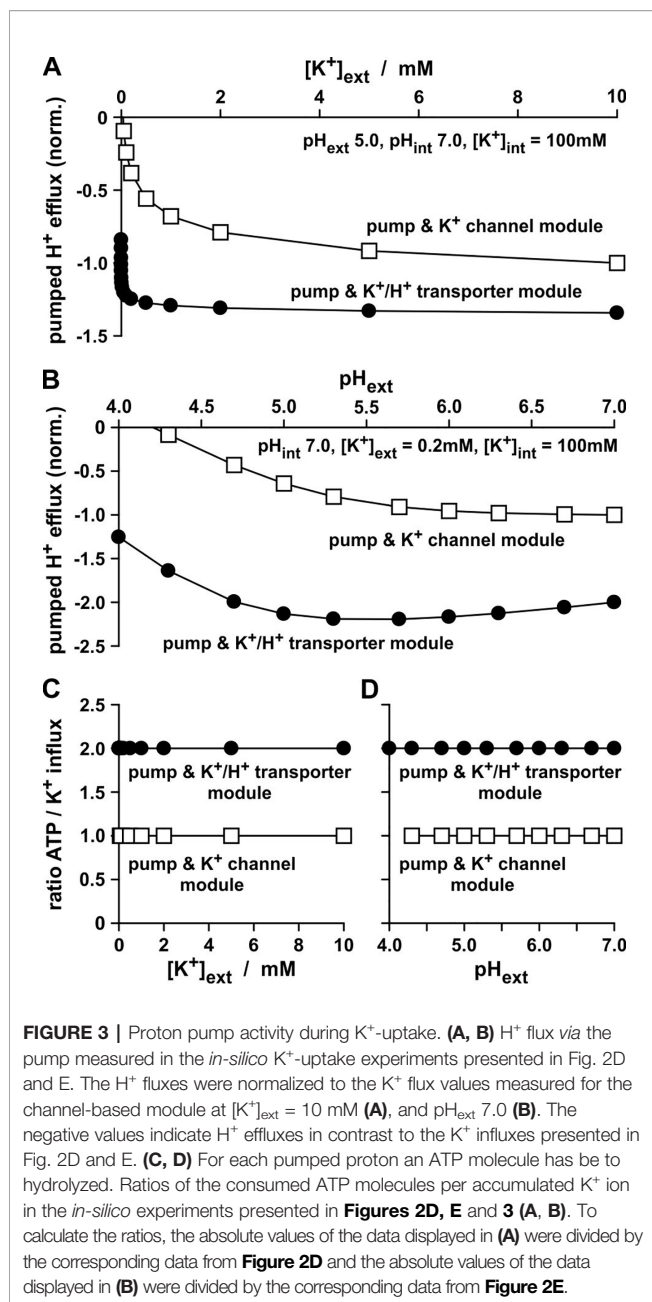 A
[K⁺]ext / mM
0 2 4 6 8 10
0
-0.5
-1.0
-1.5
pumped H⁺ efflux (norm.)
pHext 5.0, pHint 7.0, [K⁺]int = 100mM
pump & K⁺ channel module
pump & K⁺/H⁺ transporter module
B
pHext
4.0 4.5 5.0 5.5 6.0 6.5 7.0
0
-0.5
-1.0
-1.5
-2.0
-2.5
pumped H⁺ efflux (norm.)
pHint 7.0, [K⁺]ext = 0.2mM, [K⁺]int = 100mM
pump & K⁺ channel module
pump & K⁺/H⁺ transporter module
C
2.5
2.0
1.5
1.0
0.5
0
ratio ATP / K⁺ influx
pump & K⁺/H⁺ transporter
module
pump & K⁺ channel
module
0 2 4 6 8 10
[K⁺]ext / mM
D
pump & K⁺/H⁺ transporter
module
pump & K⁺ channel
module
4.0 5.0 6.0 7.0
pHext
FIGURE 3 | Proton pump activity during K⁺-uptake. (A, B) H⁺ flux via the
pump measured in the in-silico K⁺-uptake experiments presented in Fig. 2D
and E. The H⁺ fluxes were normalized to the K⁺ flux values measured for the
channel-based module at [K⁺]ext = 10 mM (A), and pHext 7.0 (B). The
negative values indicate H⁺ effluxes in contrast to the K⁺ influxes presented in
Fig. 2D and E. (C, D) For each pumped proton an ATP molecule has be to
hydrolyzed. Ratios of the consumed ATP molecules per accumulated K⁺ ion
in the in-silico experiments presented in Figures 2D, E and 3 (A, B). To
calculate the ratios, the absolute values of the data displayed in (A) were divided
by the corresponding data from Figure 2D and the absolute values of the data
displayed in (B) were divided by the corresponding data from Figure 2E.